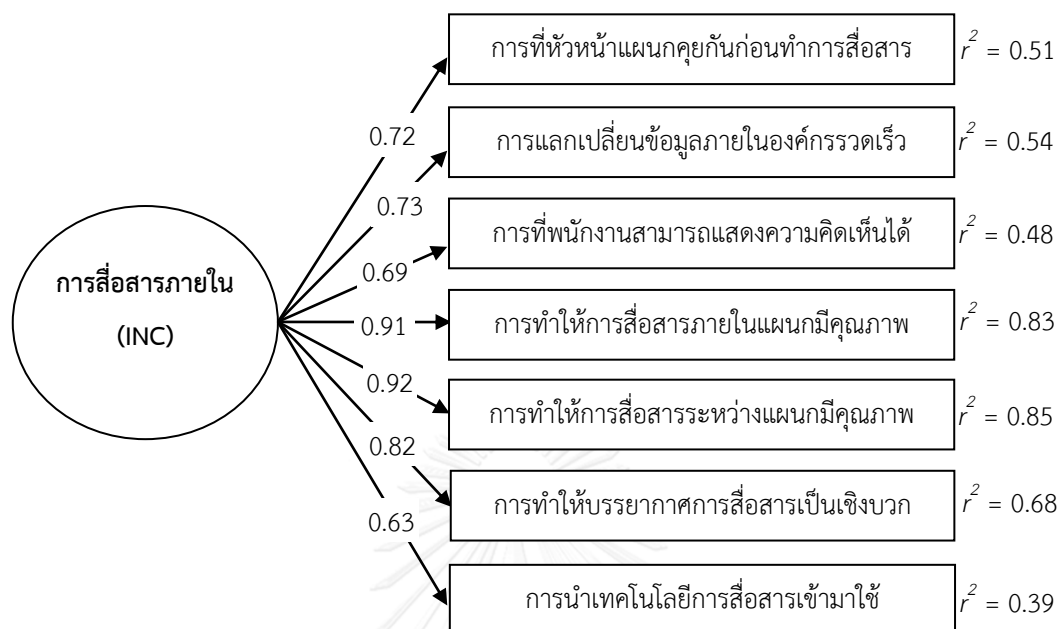 การที่หัวหน้าแผนกคุยกันก่อนทำการสื่อสาร r² = 0.51
0.72
การแลกเปลี่ยนข้อมูลภายในองค์กรรวดเร็ว r² = 0.54
0.73
การที่พนักงานสามารถแสดงความคิดเห็นได้ r² = 0.48
0.69
การสื่อสารภายใน
(INC)
0.91
การทำให้การสื่อสารภายในแผนกมีคุณภาพ r² = 0.83
0.92
การทำให้การสื่อสารระหว่างแผนกมีคุณภาพ r² = 0.85
0.82
การทำให้บรรยากาศการสื่อสารเป็นเชิงบวก r² = 0.68
0.63
การนำเทคโนโลยีการสื่อสารเข้ามาใช้ r² = 0.39